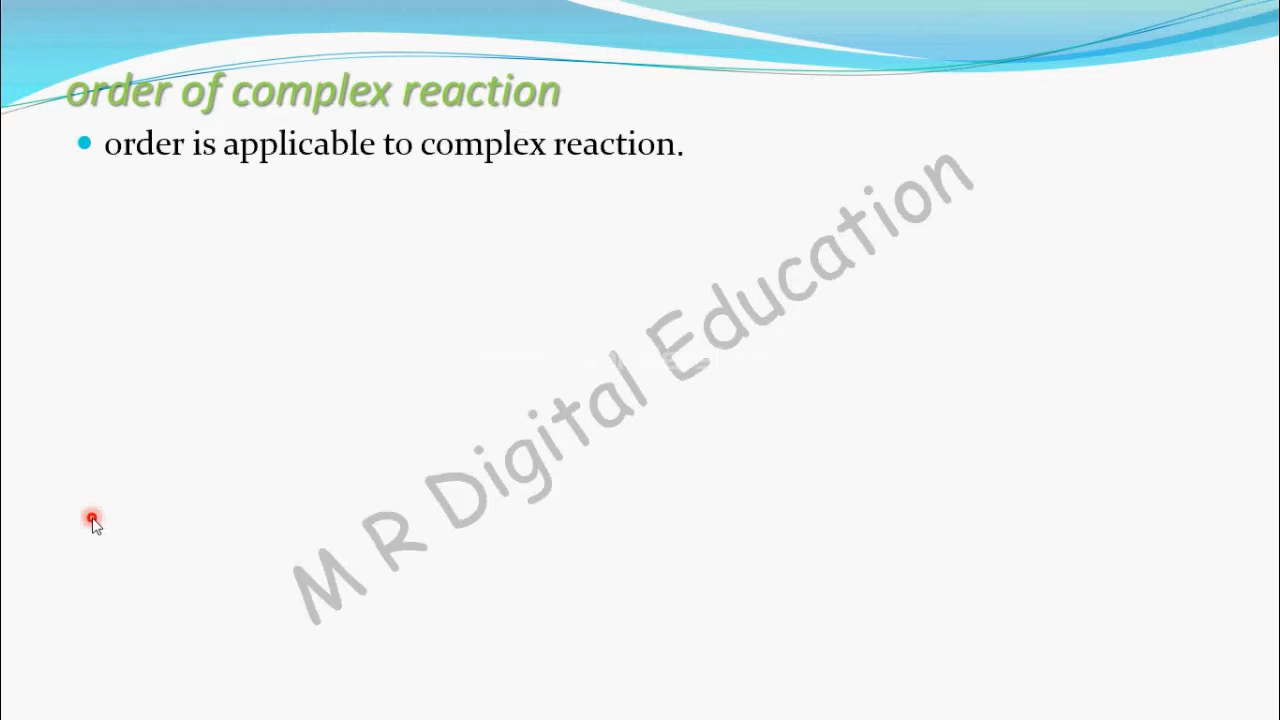 order of complex reaction
order is applicable to complex reaction.
M R Digital Education